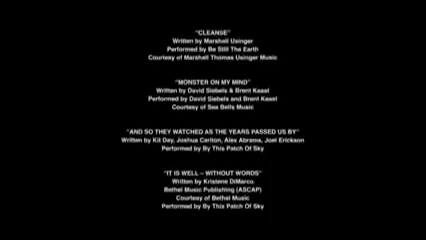 "CLEANSE"
Written by Marshall Usinger
Performed by Be Still The Earth
Courtesy of Marshall Thomas Usinger Music
"MONSTER ON MY MIND"
Written by David Siebels & Brent Kaasl
Performed by David Siebels and Brent Kaasl
Courtesy of Sea Bells Music
"AND SO THEY WATCHED AS THE YEARS PASSED US BY"
Written by Kit Day, Joshua Carlton, Alex Abrams, Joel Erickson
Performed by By This Patch Of Sky
"IT IS WELL – WITHOUT WORDS"
Written by Kristene DiMarco
Bethel Music Publishing (ASCAP)
Courtesy of Bethel Music
Performed by By This Patch Of Sky